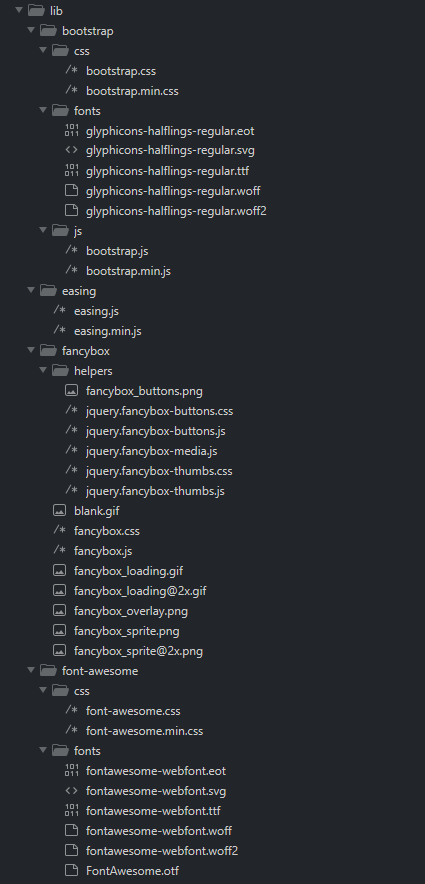 lib
bootstrap
css
bootstrap.css
bootstrap.min.css
fonts
glyphicons-halflings-regular.eot
glyphicons-halflings-regular.svg
glyphicons-halflings-regular.ttf
glyphicons-halflings-regular.woff
glyphicons-halflings-regular.woff2
js
bootstrap.js
bootstrap.min.js
easing
easing.js
easing.min.js
fancybox
helpers
fancybox_buttons.png
jquery.fancybox-buttons.css
jquery.fancybox-buttons.js
jquery.fancybox-media.js
jquery.fancybox-thumbs.css
jquery.fancybox-thumbs.js
blank.gif
fancybox.css
fancybox.js
fancybox_loading.gif
fancybox_loading@2x.gif
fancybox_overlay.png
fancybox_sprite.png
fancybox_sprite@2x.png
font-awesome
css
font-awesome.css
font-awesome.min.css
fonts
fontawesome-webfont.eot
fontawesome-webfont.svg
fontawesome-webfont.ttf
fontawesome-webfont.woff
fontawesome-webfont.woff2
FontAwesome.otf